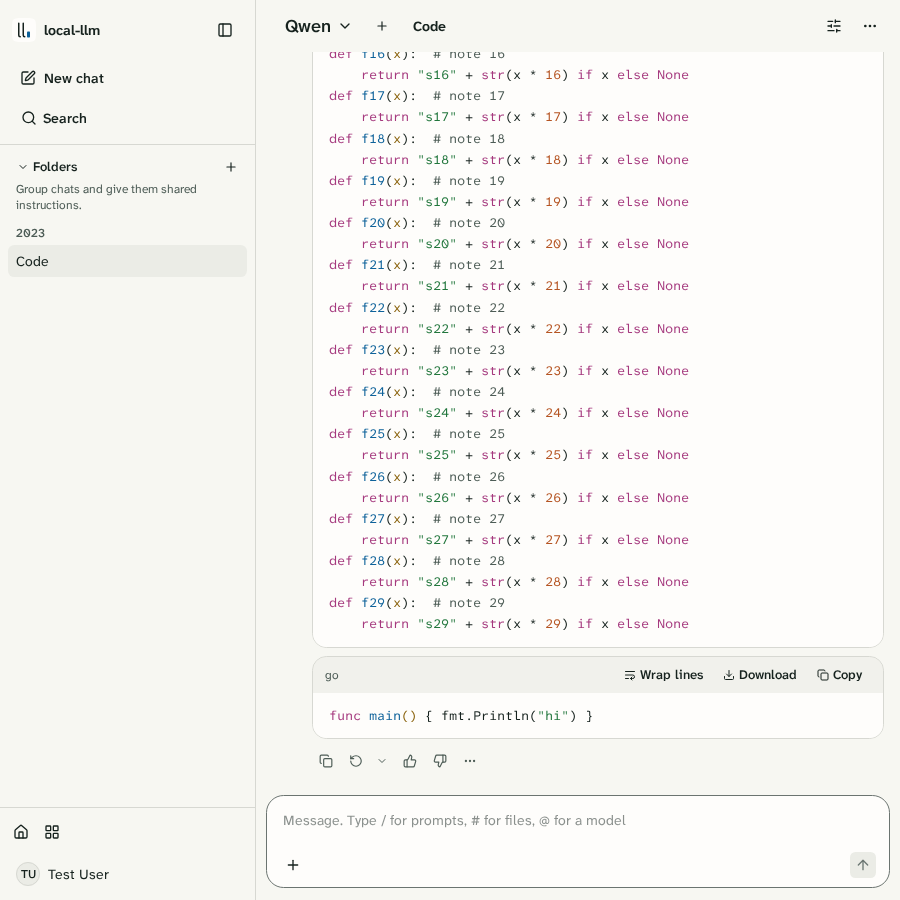 local-llm
New chat
Search
Folders
Group chats and give them shared
instructions.
2023
Code
TU
Test User
Qwen
Code
def f16(x):  # note 16
    return "s16" + str(x * 16) if x else None
def f17(x):  # note 17
    return "s17" + str(x * 17) if x else None
def f18(x):  # note 18
    return "s18" + str(x * 18) if x else None
def f19(x):  # note 19
    return "s19" + str(x * 19) if x else None
def f20(x):  # note 20
    return "s20" + str(x * 20) if x else None
def f21(x):  # note 21
    return "s21" + str(x * 21) if x else None
def f22(x):  # note 22
    return "s22" + str(x * 22) if x else None
def f23(x):  # note 23
    return "s23" + str(x * 23) if x else None
def f24(x):  # note 24
    return "s24" + str(x * 24) if x else None
def f25(x):  # note 25
    return "s25" + str(x * 25) if x else None
def f26(x):  # note 26
    return "s26" + str(x * 26) if x else None
def f27(x):  # note 27
    return "s27" + str(x * 27) if x else None
def f28(x):  # note 28
    return "s28" + str(x * 28) if x else None
def f29(x):  # note 29
    return "s29" + str(x * 29) if x else None
go
Wrap lines
Download
Copy
func main() { fmt.Println("hi") }
Message. Type / for prompts, # for files, @ for a model